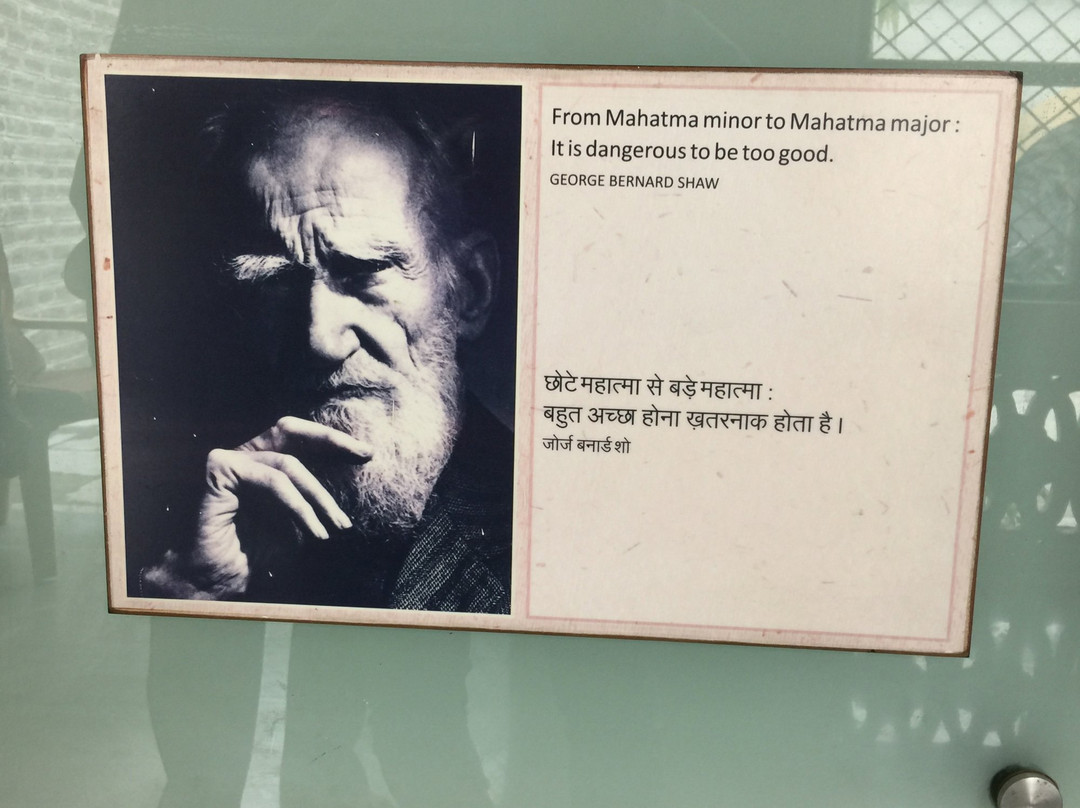 From Mahatma minor to Mahatma major :
It is dangerous to be too good.
GEORGE BERNARD SHAW
छोटे महात्मा से बड़े महात्मा :
बहुत अच्छा होना ख़तरनाक होता है।
जोर्ज बनार्ड शो